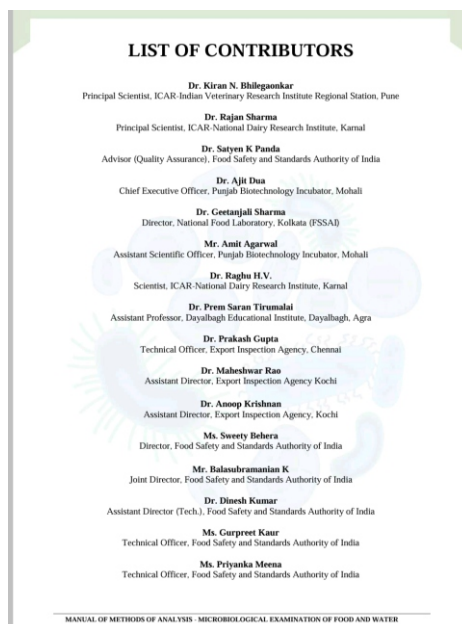 LIST OF CONTRIBUTORS
Dr. Kiran N. Bhilegaonkar
Principal Scientist, ICAR-Indian Veterinary Research Institute Regional Station, Pune
Dr. Rajan Sharma
Principal Scientist, ICAR-National Dairy Research Institute, Karnal
Dr. Satyen K Panda
Advisor (Quality Assurance), Food Safety and Standards Authority of India
Dr. Ajit Dua
Chief Executive Officer, Punjab Biotechnology Incubator, Mohali
Dr. Geetanjali Sharma
Director, National Food Laboratory, Kolkata (FSSAI)
Mr. Amit Agarwal
Assistant Scientific Officer, Punjab Biotechnology Incubator, Mohali
Dr. Raghu H.V.
Scientist, ICAR-National Dairy Research Institute, Karnal
Dr. Prem Saran Tirumalai
Assistant Professor, Dayalbagh Educational Institute, Dayalbagh, Agra
Dr. Prakash Gupta
Technical Officer, Export Inspection Agency, Chennai
Dr. Maheshwar Rao
Assistant Director, Export Inspection Agency Kochi
Dr. Anoop Krishnan
Assistant Director, Export Inspection Agency, Kochi
Ms. Sweety Behera
Director, Food Safety and Standards Authority of India
Mr. Balasubramanian K
Joint Director, Food Safety and Standards Authority of India
Dr. Dinesh Kumar
Assistant Director (Tech.), Food Safety and Standards Authority of India
Ms. Gurpreet Kaur
Technical Officer, Food Safety and Standards Authority of India
Ms. Priyanka Meena
Technical Officer, Food Safety and Standards Authority of India
MANUAL OF METHODS OF ANALYSIS - MICROBIOLOGICAL EXAMINATION OF FOOD AND WATER